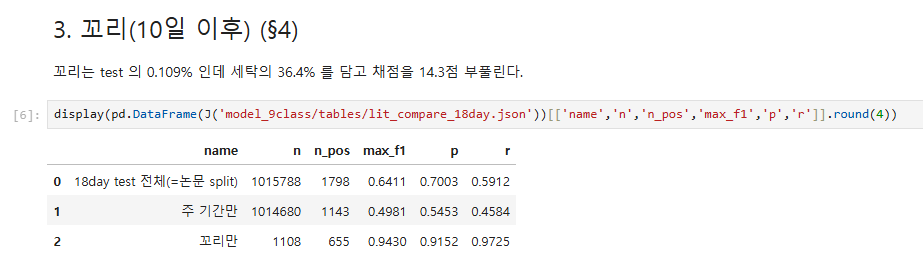 3. 꼬리(10일 이후) (§4)
꼬리는 test 의 0.109% 인데 세탁의 36.4% 를 담고 채점을 14.3점 부풀린다.
[6]: display(pd.DataFrame(J('model_9class/tables/lit_compare_18day.json'))[['name','n','n_pos','max_f1','p','r']].round(4))
name n n_pos max_f1 p r
0 18day test 전체(=논문 split) 1015788 1798 0.6411 0.7003 0.5912
1 주 기간만 1014680 1143 0.4981 0.5453 0.4584
2 꼬리만 1108 655 0.9430 0.9152 0.9725